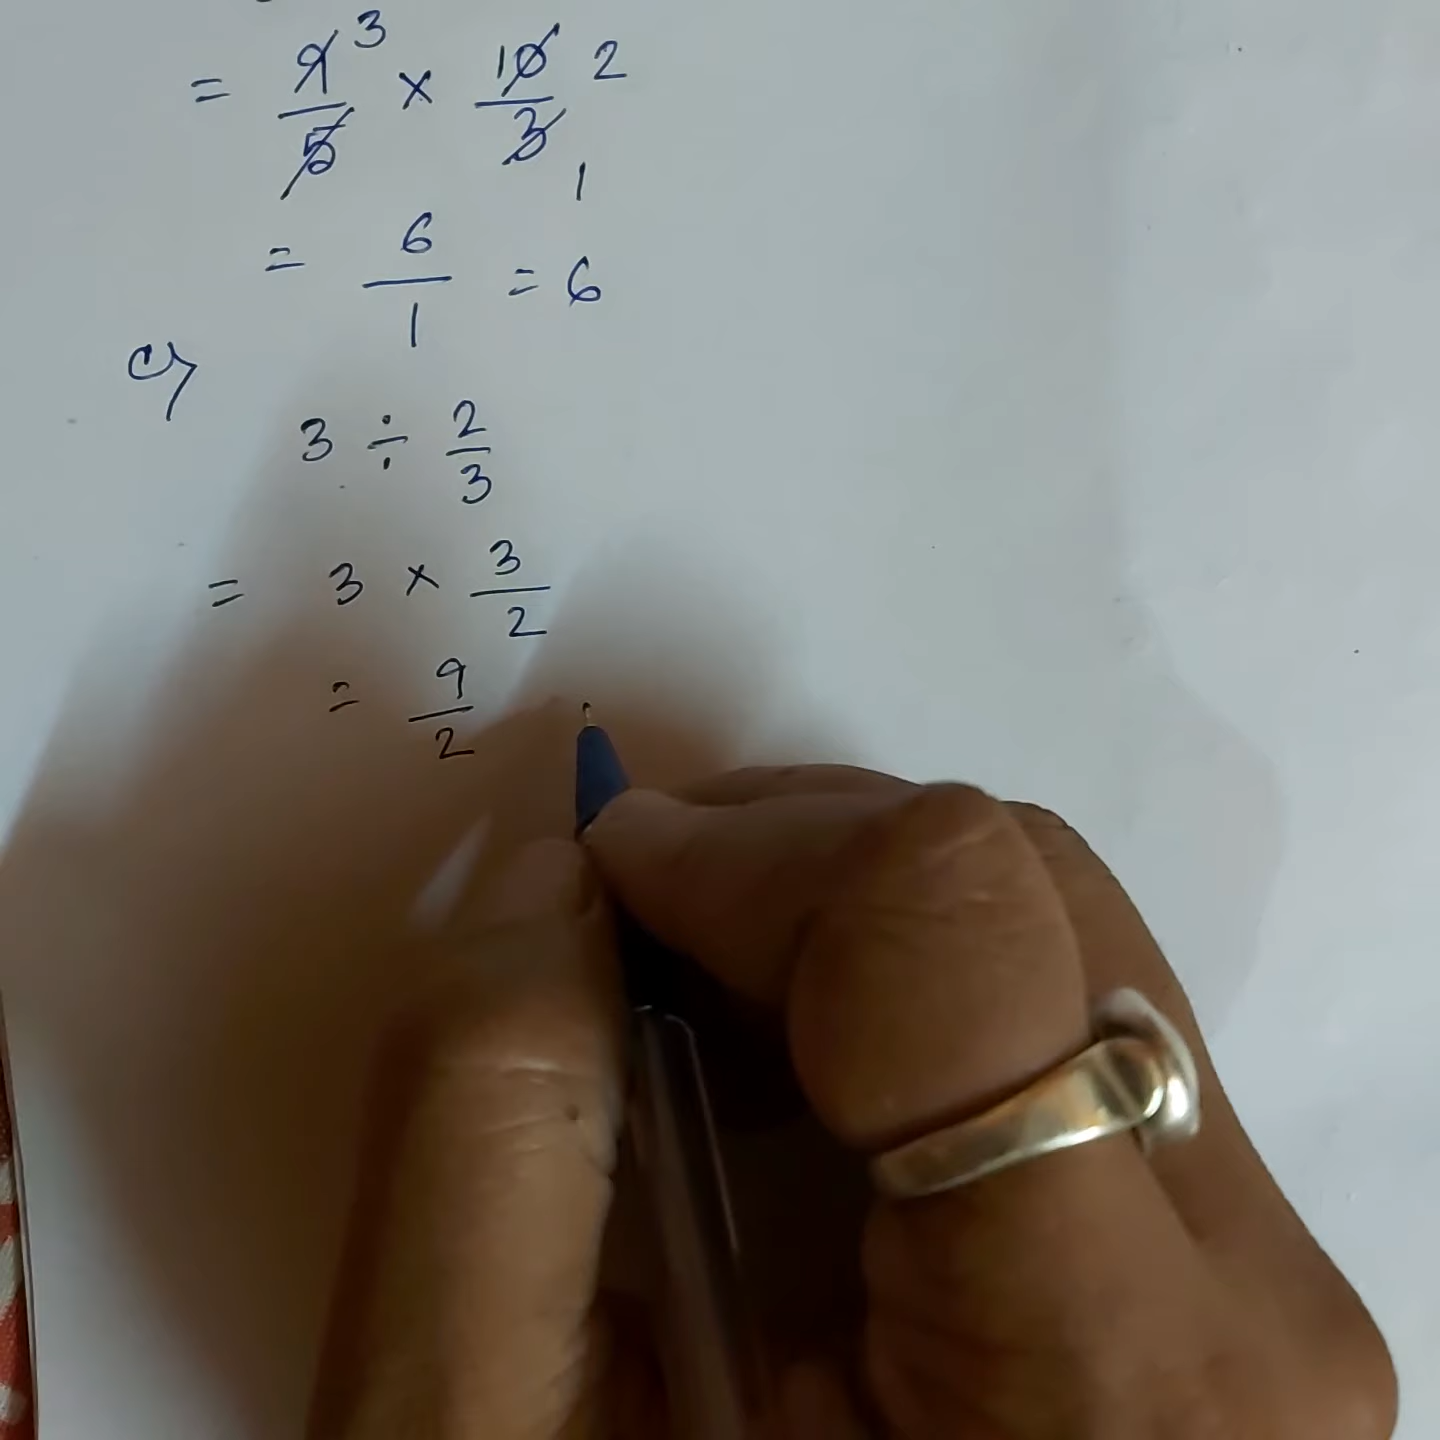 = 9/5 3 × 10/3 2
1
= 6/1 = 6
c)
3 ÷ 2/3
= 3 × 3/2
= 9/2